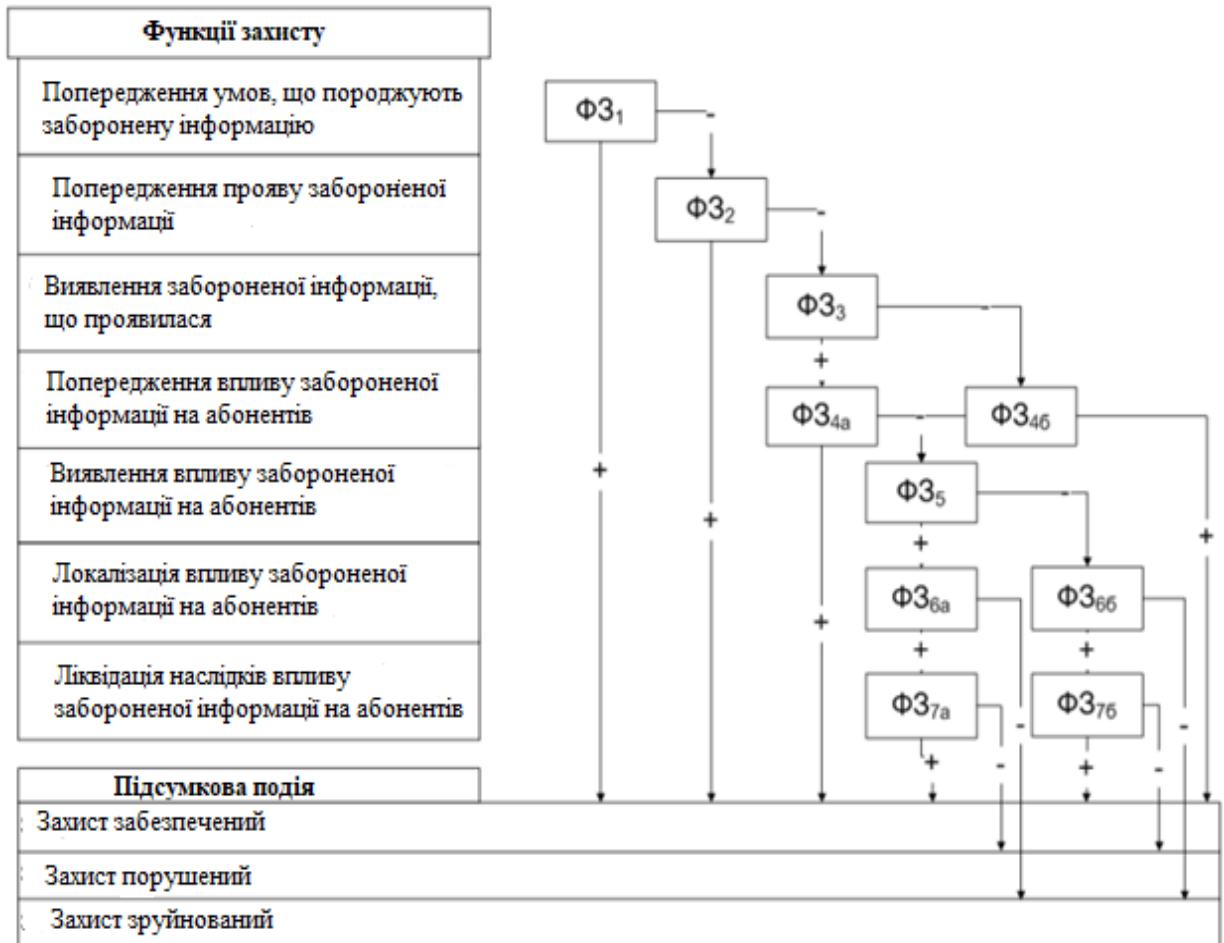 Функції захисту
Попередження умов, що породжують
заборонену інформацію
Попередження прояву забороненої
інформації
Виявлення забороненої інформації,
що проявилася
Попередження впливу забороненої
інформації на абонентів
Виявлення впливу забороненої
інформації на абонентів
Локалізація впливу забороненої
інформації на абонентів
Ліквідація наслідків впливу
забороненої інформації на абонентів
ФЗ₁
-
ФЗ₂
-
ФЗ₃
-
+
ФЗ₄ₐ
-
ФЗ₄б
ФЗ₅
-
+
+
+
+
ФЗ₆ₐ
ФЗ₆б
+
+
+
ФЗ₇ₐ
ФЗ₇б
-
-
+
-
+
-
Підсумкова подія
Захист забезпечений
Захист порушений
Захист зруйнований